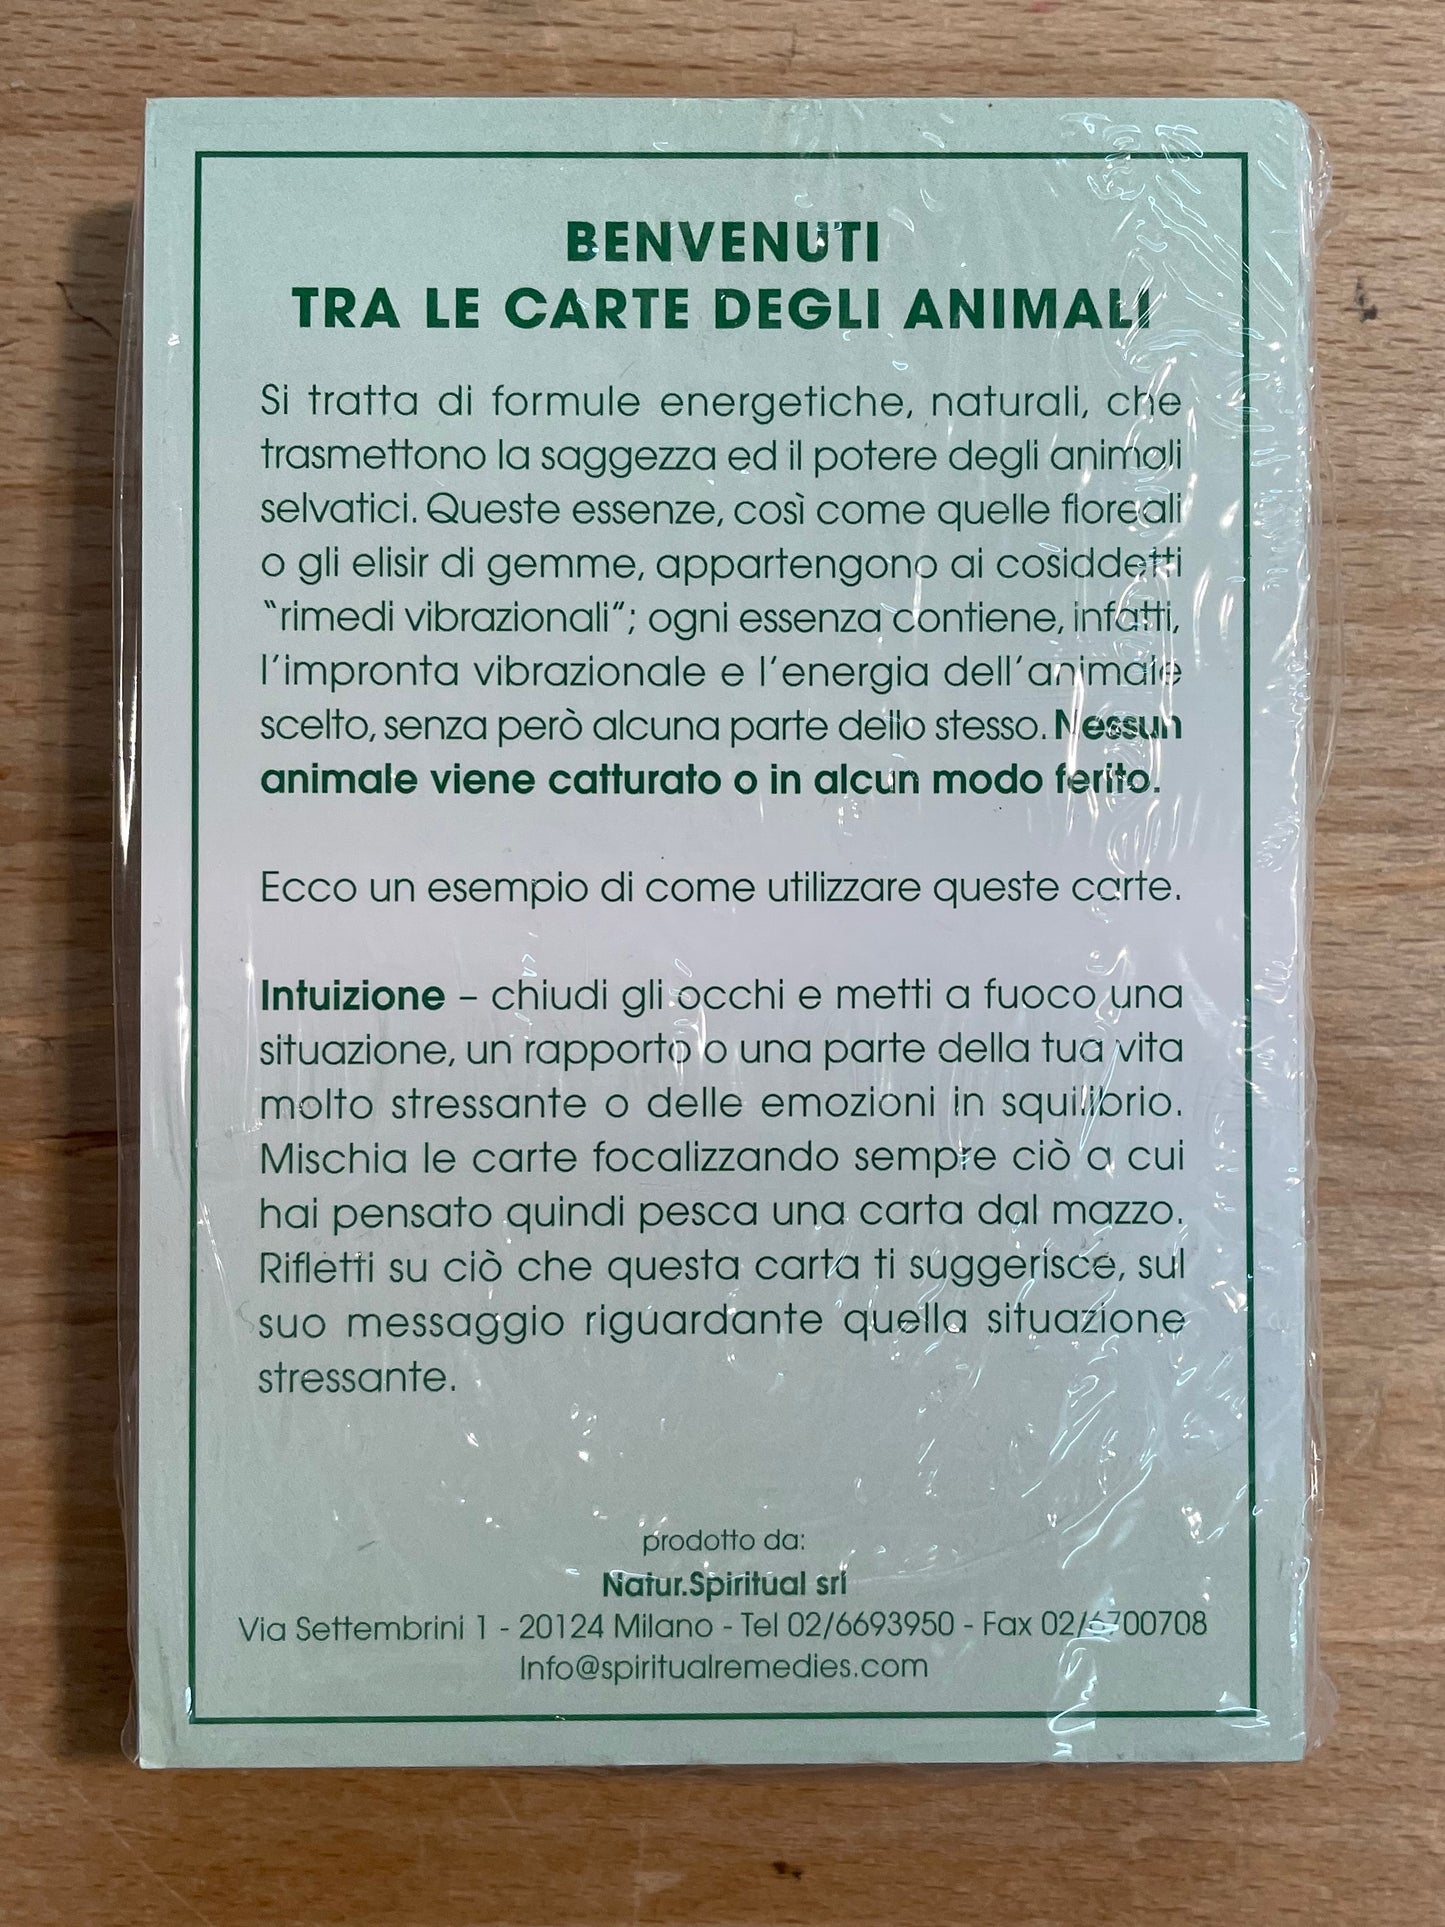 BENVENUTI
TRA LE CARTE DEGLI ANIMALI
Si tratta di formule energetiche, naturali, che
trasmettono la saggezza ed il potere degli animali
selvatici. Queste essenze, così come quelle floreali
o gli elisir di gemme, appartengono ai cosiddetti
“rimedi vibrazionali”; ogni essenza contiene, infatti,
l’impronta vibrazionale e l’energia dell’animale
scelto, senza però alcuna parte dello stesso. Nessun
animale viene catturato o in alcun modo ferito.
Ecco un esempio di come utilizzare queste carte.
Intuizione – chiudi gli occhi e metti a fuoco una
situazione, un rapporto o una parte della tua vita
molto stressante o delle emozioni in squilibrio.
Mischia le carte focalizzando sempre ciò a cui
hai pensato quindi pesca una carta dal mazzo.
Rifletti su ciò che questa carta ti suggerisce, sul
suo messaggio riguardante quella situazione
stressante.
prodotto da:
Natur.Spiritual srl
Via Settembrini 1 - 20124 Milano - Tel 02/6693950 - Fax 02/6700708
Info@spiritualremedies.com